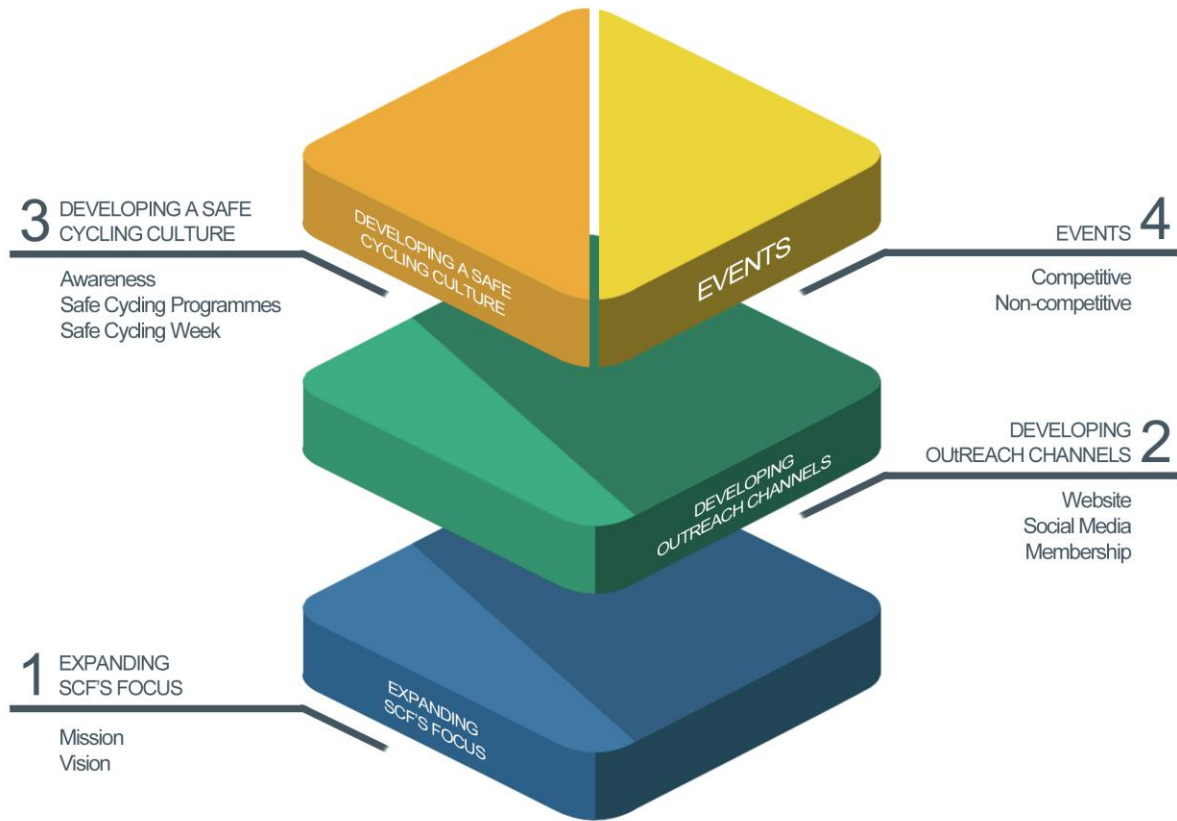 3 DEVELOPING A SAFE
CYCLING CULTURE
Awareness
Safe Cycling Programmes
Safe Cycling Week
DEVELOPING A SAFE
CYCLING CULTURE
EVENTS
EVENTS 4
Competitive
Non-competitive
DEVELOPING
OUtREACH CHANNELS 2
Website
Social Media
Membership
DEVELOPING
OUTREACH CHANNELS
1 EXPANDING
SCF'S FOCUS
Mission
Vision
EXPANDING
SCF'S FOCUS